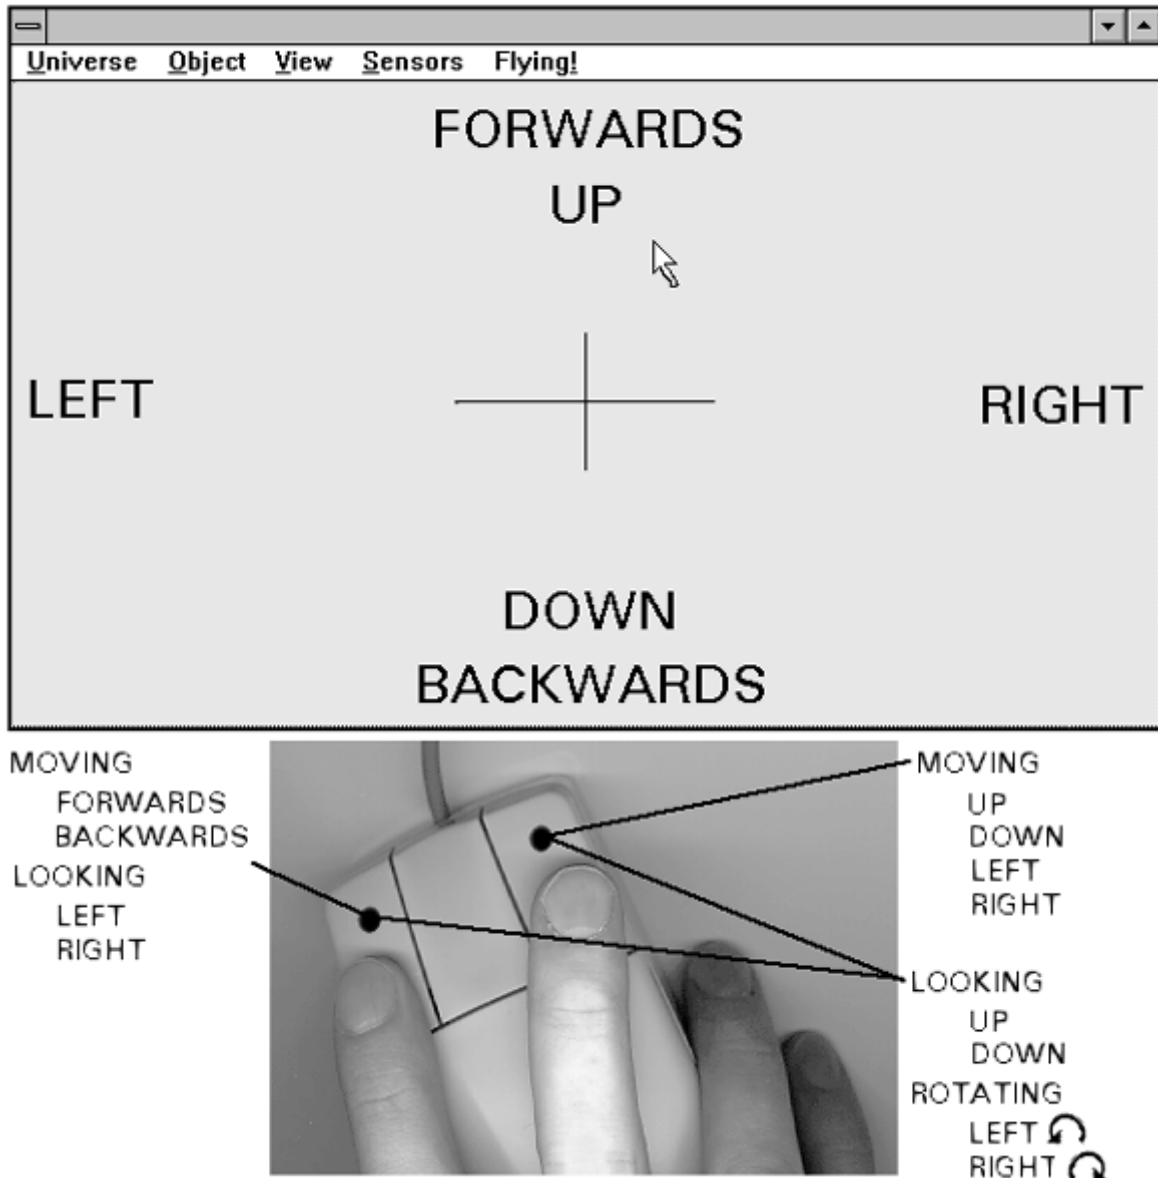 Universe Object View Sensors Flying!
FORWARDS
UP
LEFT
RIGHT
DOWN
BACKWARDS
MOVING
FORWARDS
BACKWARDS
LOOKING
LEFT
RIGHT
MOVING
UP
DOWN
LEFT
RIGHT
LOOKING
UP
DOWN
ROTATING
LEFT
RIGHT